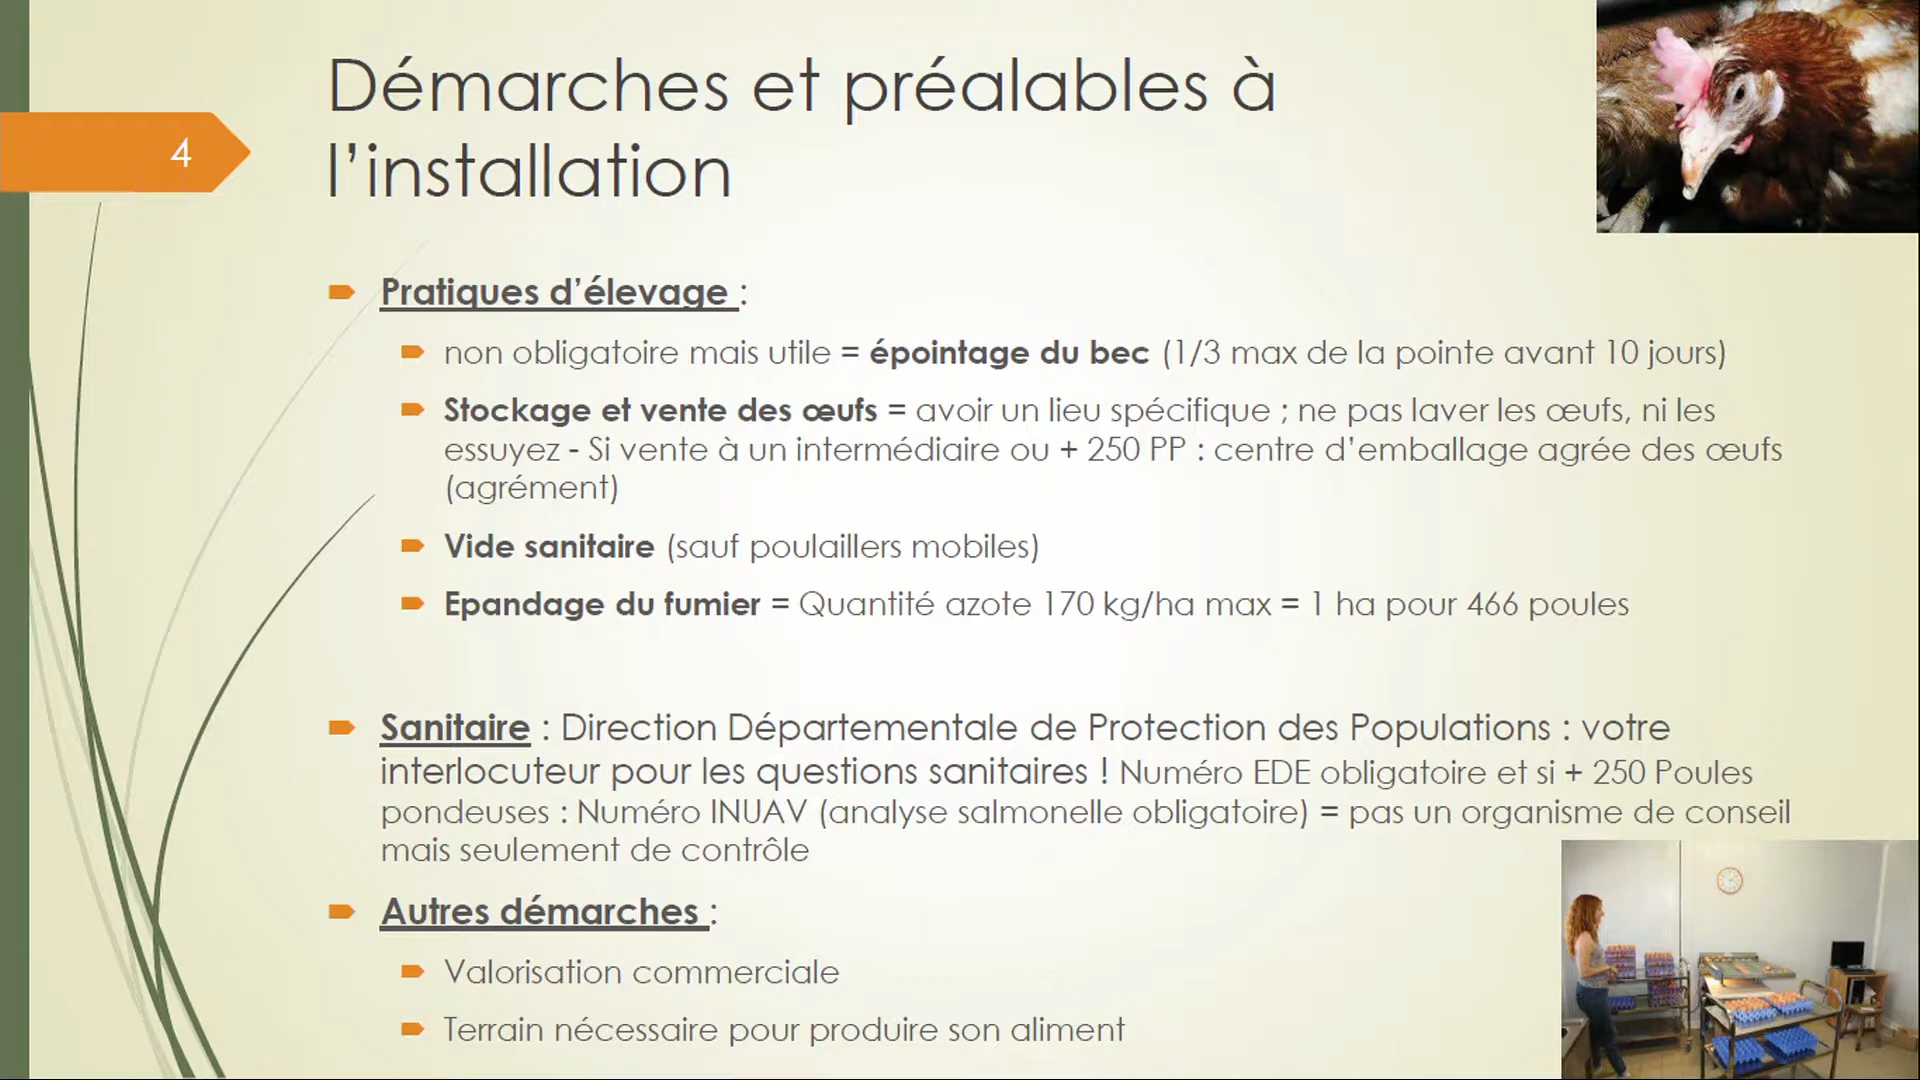 Démarches et préalables à
l’installation
4
Pratiques d’élevage :
non obligatoire mais utile = épointage du bec (1/3 max de la pointe avant 10 jours)
Stockage et vente des œufs = avoir un lieu spécifique ; ne pas laver les œufs, ni les
essuyez - Si vente à un intermédiaire ou + 250 PP : centre d’emballage agrée des œufs
(agrément)
Vide sanitaire (sauf poulaillers mobiles)
Epandage du fumier = Quantité azote 170 kg/ha max = 1 ha pour 466 poules
Sanitaire : Direction Départementale de Protection des Populations : votre
interlocuteur pour les questions sanitaires ! Numéro EDE obligatoire et si + 250 Poules
pondeuses : Numéro INUAV (analyse salmonelle obligatoire) = pas un organisme de conseil
mais seulement de contrôle
Autres démarches :
Valorisation commerciale
Terrain nécessaire pour produire son aliment